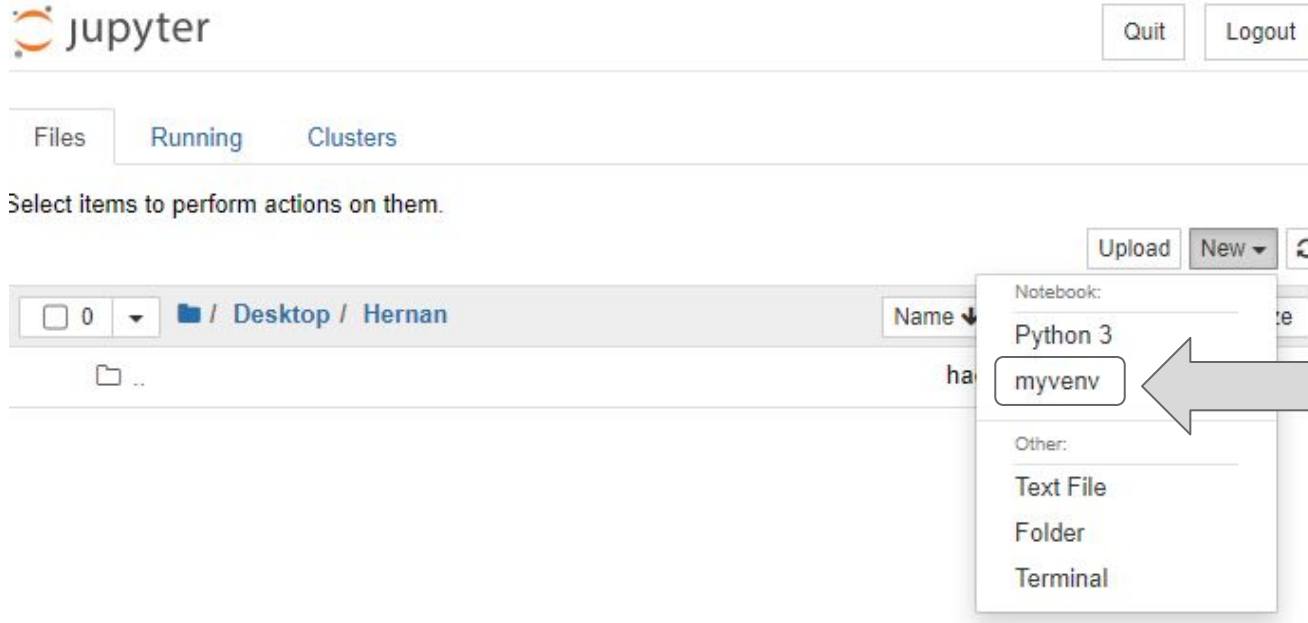 jupyter
Quit Logout
Files Running Clusters
Select items to perform actions on them.
Upload New
0 / Desktop / Hernan Name
..
Notebook:
Python 3
myvenv
Other:
Text File
Folder
Terminal